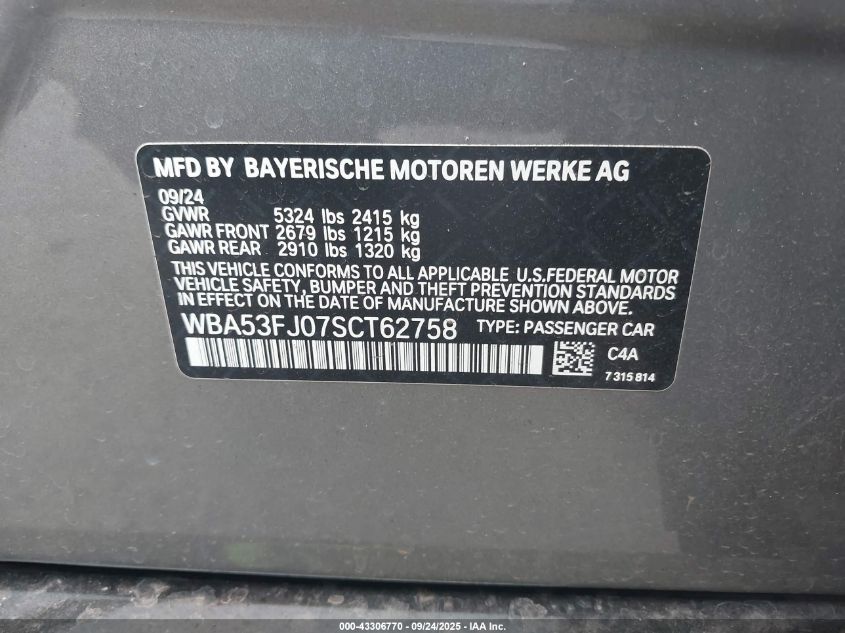 MFD BY BAYERISCHE MOTOREN WERKE AG
09/24
GVWR 5324 lbs 2415 kg
GAWR FRONT 2679 lbs 1215 kg
GAWR REAR 2910 lbs 1320 kg
THIS VEHICLE CONFORMS TO ALL APPLICABLE U.S.FEDERAL MOTOR
VEHICLE SAFETY, BUMPER AND THEFT PREVENTION STANDARDS
IN EFFECT ON THE DATE OF MANUFACTURE SHOWN ABOVE.
WBA53FJ07SCT62758 TYPE: PASSENGER CAR
C4A
7315814
000-43306770 - 09/24/2025 - IAA Inc.